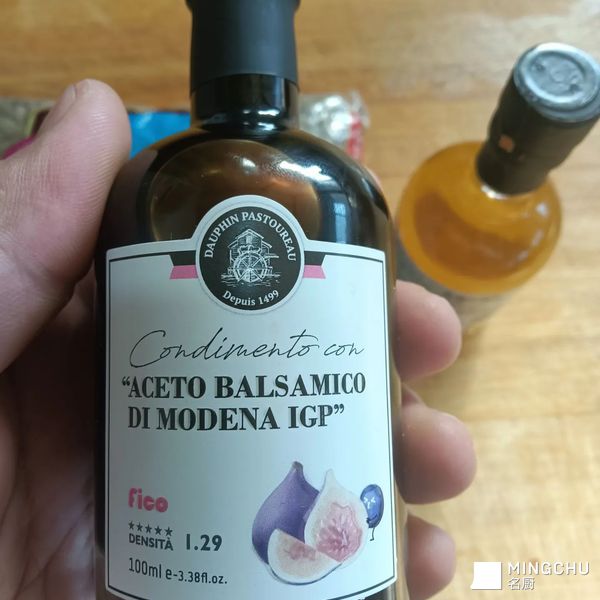 DAUPHIN PASTOUREAU
Depuis 1499
Condimento con
“ACETO BALSAMICO
DI MODENA IGP”
fico
★★★★★
DENSITÀ 1.29
100ml e-3.38fl.oz.
MINGCHU
名厨